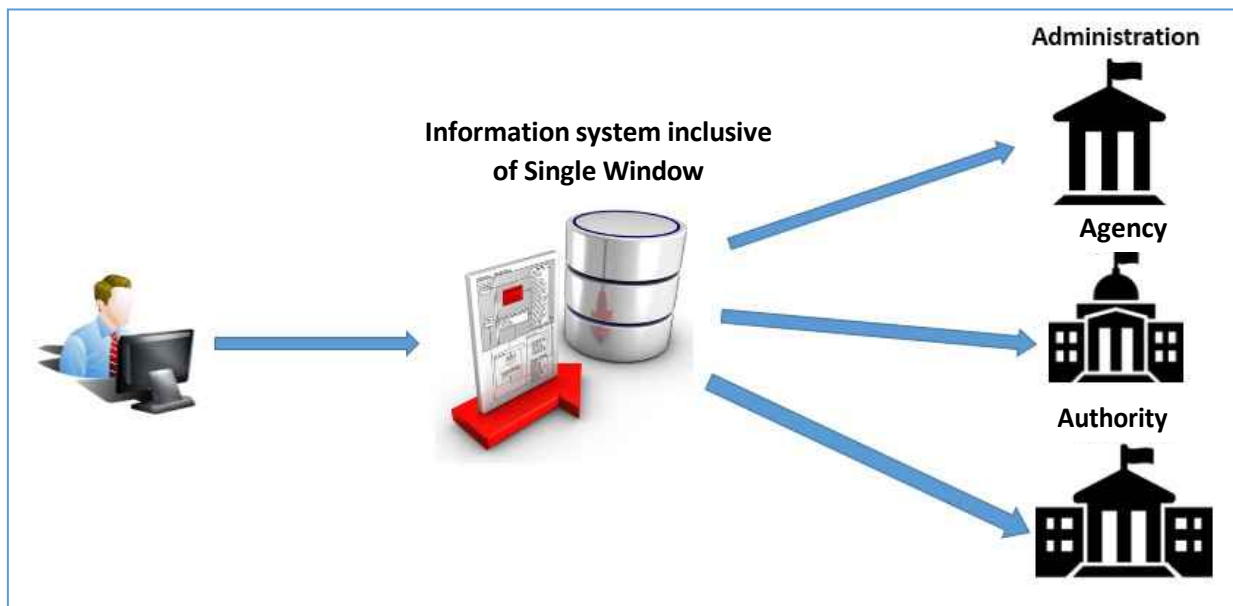 Administration
Information system inclusive
of Single Window
Agency
Authority